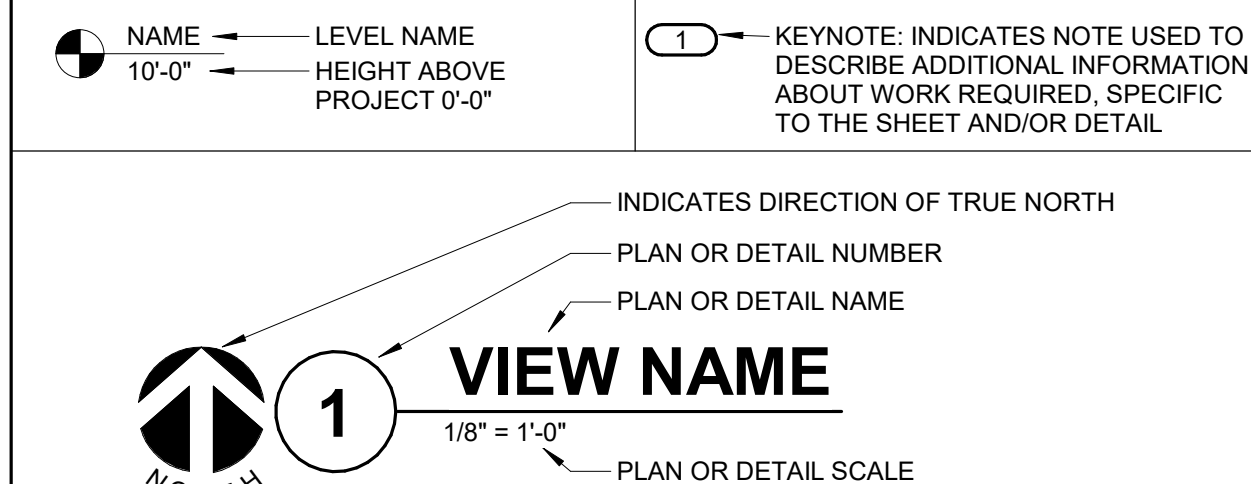 NAME
LEVEL NAME
10'-0"
HEIGHT ABOVE
PROJECT 0'-0"
1
KEYNOTE: INDICATES NOTE USED TO
DESCRIBE ADDITIONAL INFORMATION
ABOUT WORK REQUIRED, SPECIFIC
TO THE SHEET AND/OR DETAIL
INDICATES DIRECTION OF TRUE NORTH
PLAN OR DETAIL NUMBER
PLAN OR DETAIL NAME
1
VIEW NAME
1/8" = 1'-0"
PLAN OR DETAIL SCALE